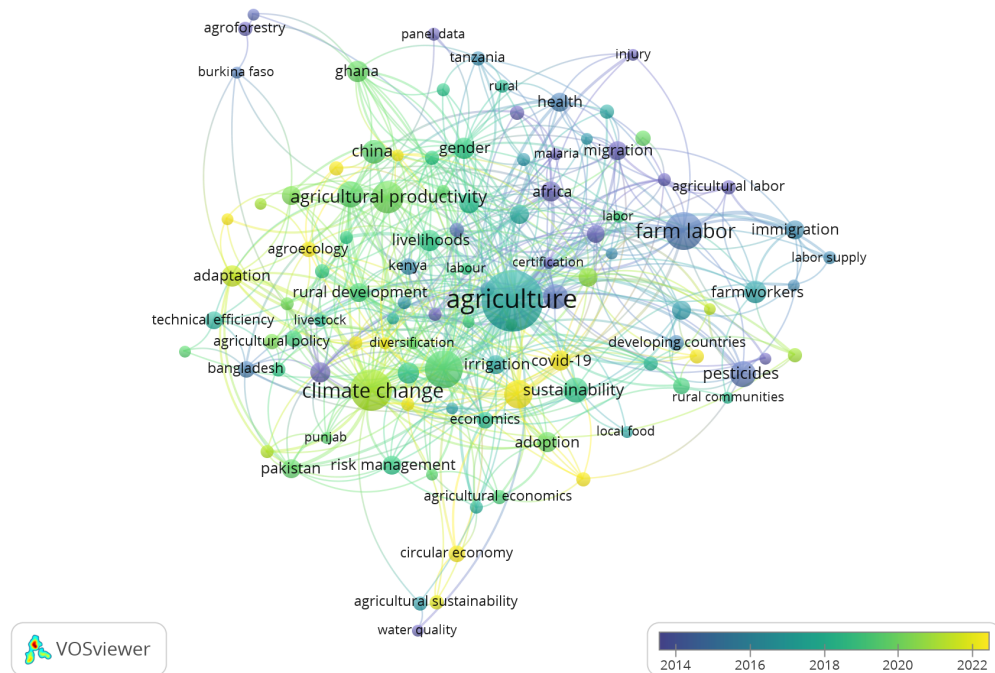 agroforestry
panel data
tanzania
injury
burkina faso
ghana
rural
health
china
gender
malaria
migration
agricultural productivity
africa
agricultural labor
labor
farm labor
immigration
agroecology
livelihoods
certification
labor supply
adaptation
kenya
labour
rural development
agriculture
farmworkers
technical efficiency
livestock
agricultural policy
diversification
developing countries
bangladesh
irrigation
covid-19
pesticides
climate change
sustainability
rural communities
economics
punjab
adoption
local food
pakistan
risk management
agricultural economics
circular economy
agricultural sustainability
water quality
VOSviewer
2014 2016 2018 2020 2022